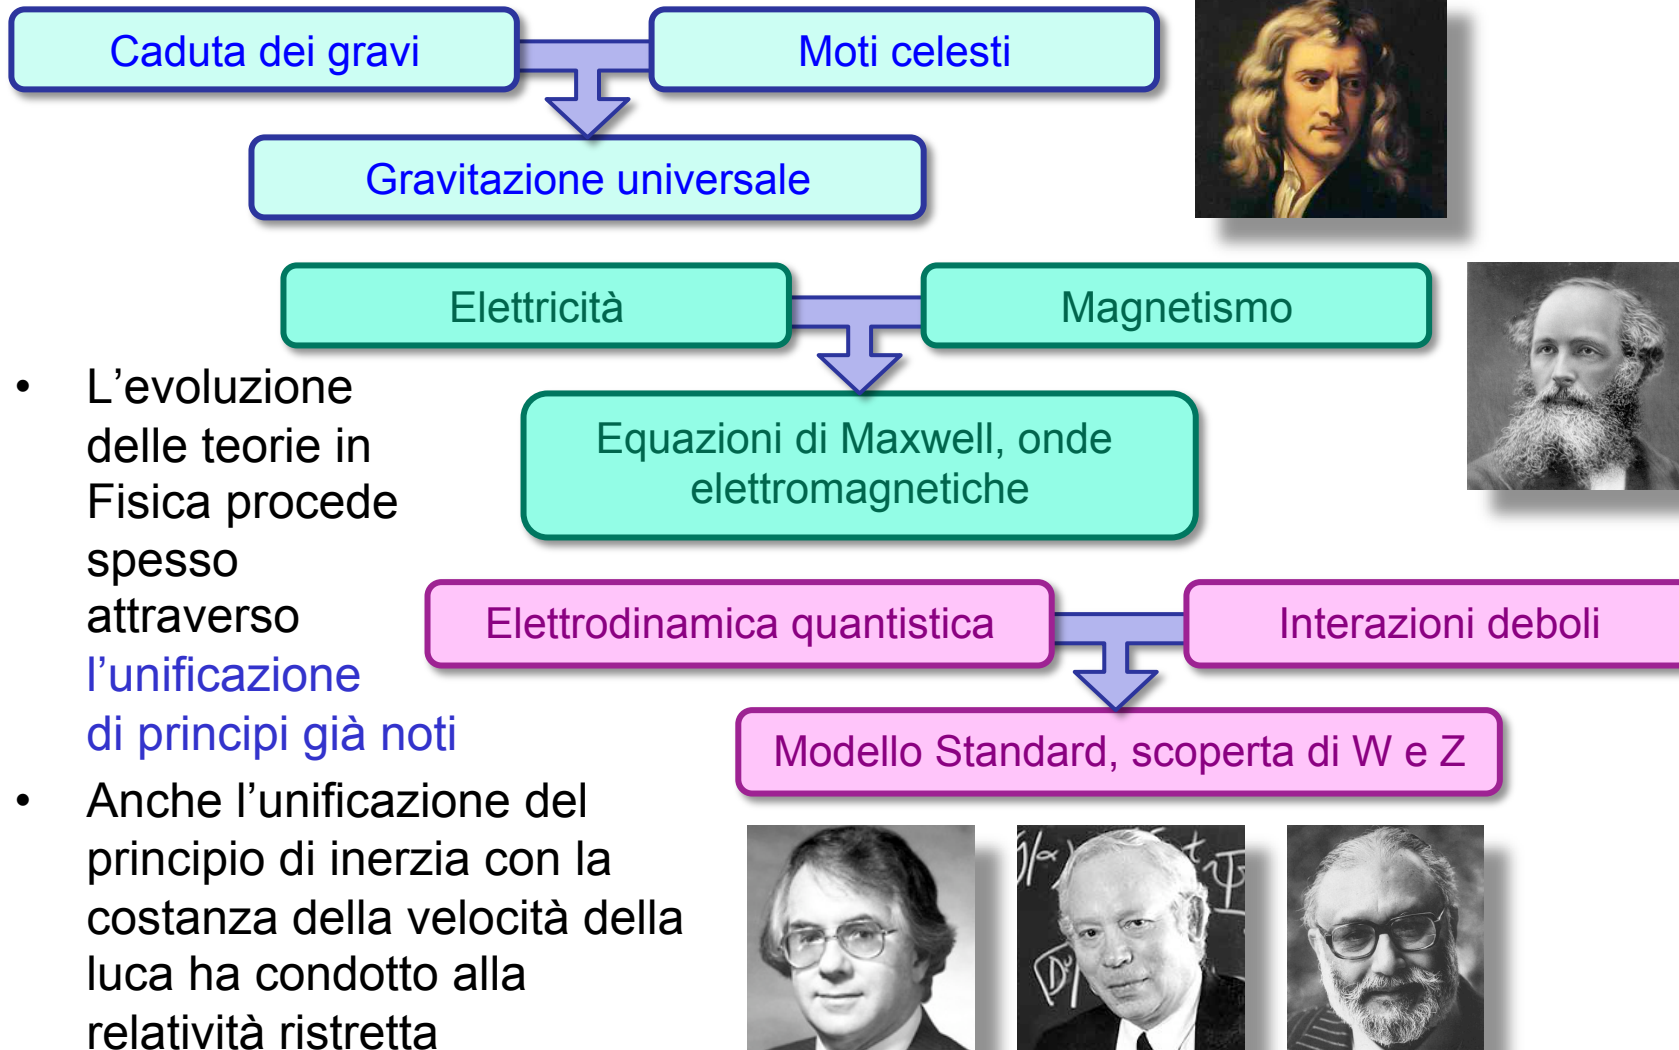 Caduta dei gravi
Moti celesti
Gravitazione universale
Elettricità
Magnetismo
Equazioni di Maxwell, onde
elettromagnetiche
• L’evoluzione
delle teorie in
Fisica procede
spesso
attraverso
l’unificazione
di principi già noti
Elettrodinamica quantistica
Interazioni deboli
Modello Standard, scoperta di W e Z
• Anche l’unificazione del
principio di inerzia con la
costanza della velocità della
luca ha condotto alla
relatività ristretta